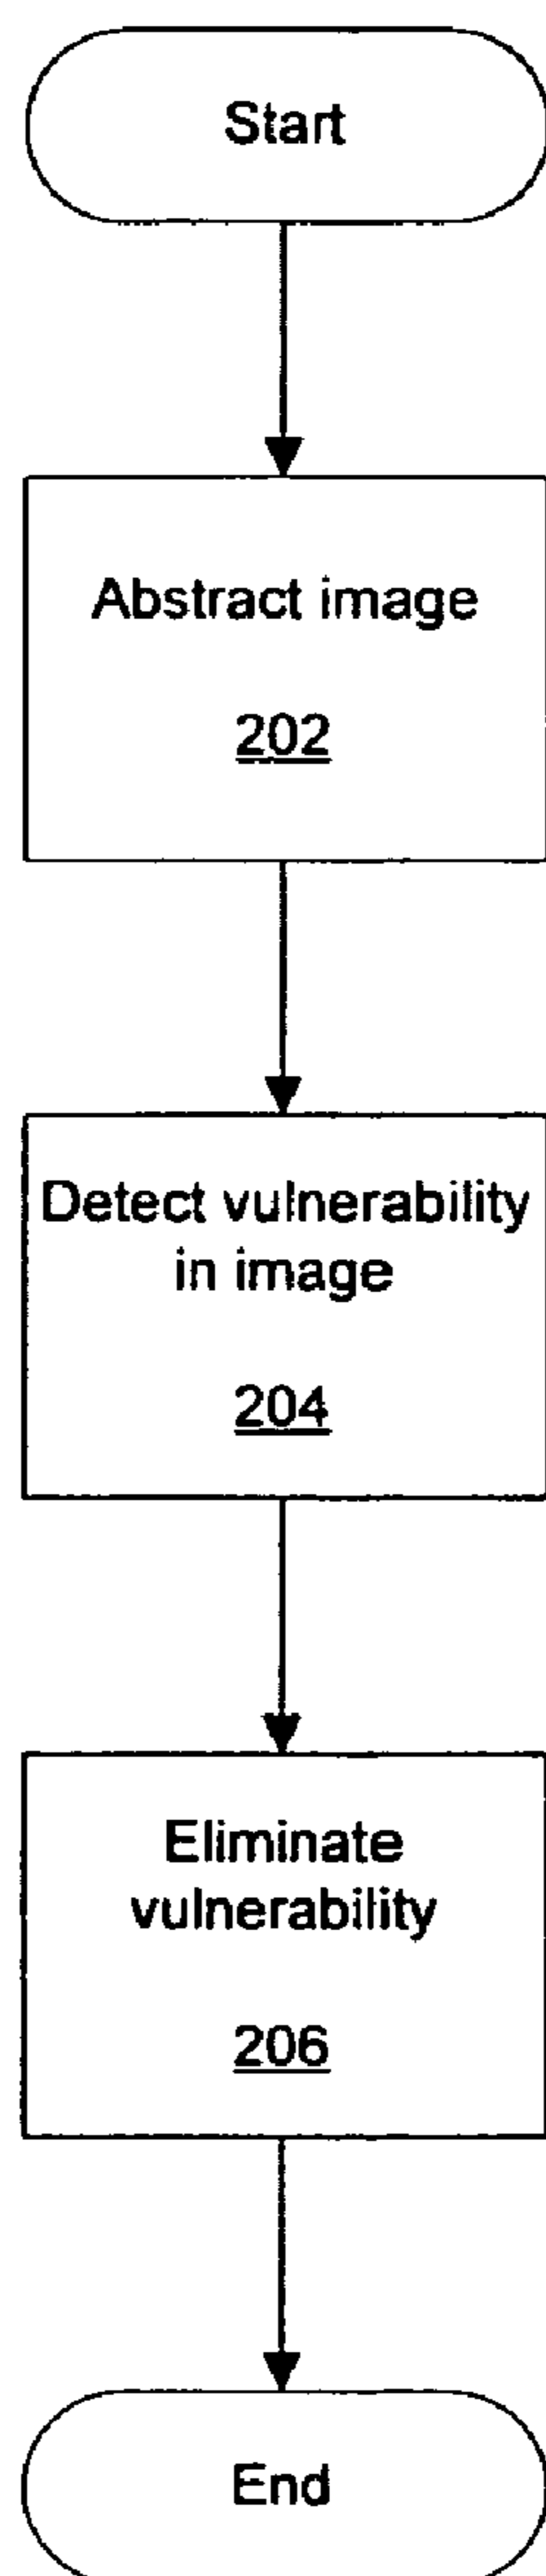 Start
Abstract image
202
Detect vulnerability
in image
204
Eliminate
vulnerability
206
End